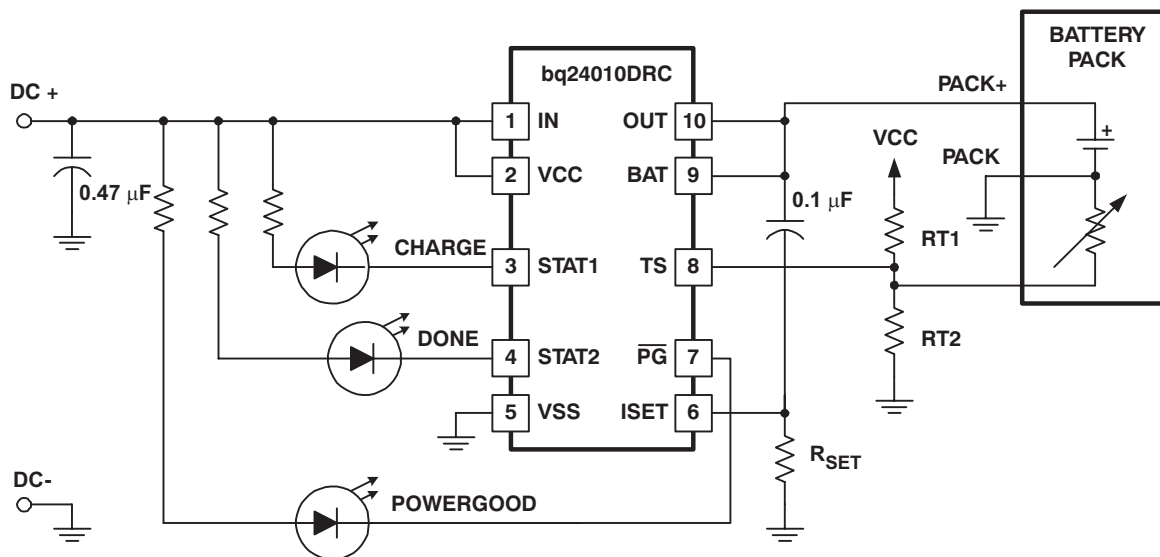 BATTERY
PACK
bq24010DRC
DC +
PACK+
1 IN OUT 10
VCC
PACK
0.47 μF
2 VCC BAT 9
0.1 μF
RT1
CHARGE
3 STAT1 TS 8
DONE
4 STAT2 P̅G̅ 7
RT2
5 VSS ISET 6
RSET
DC-
POWERGOOD
+